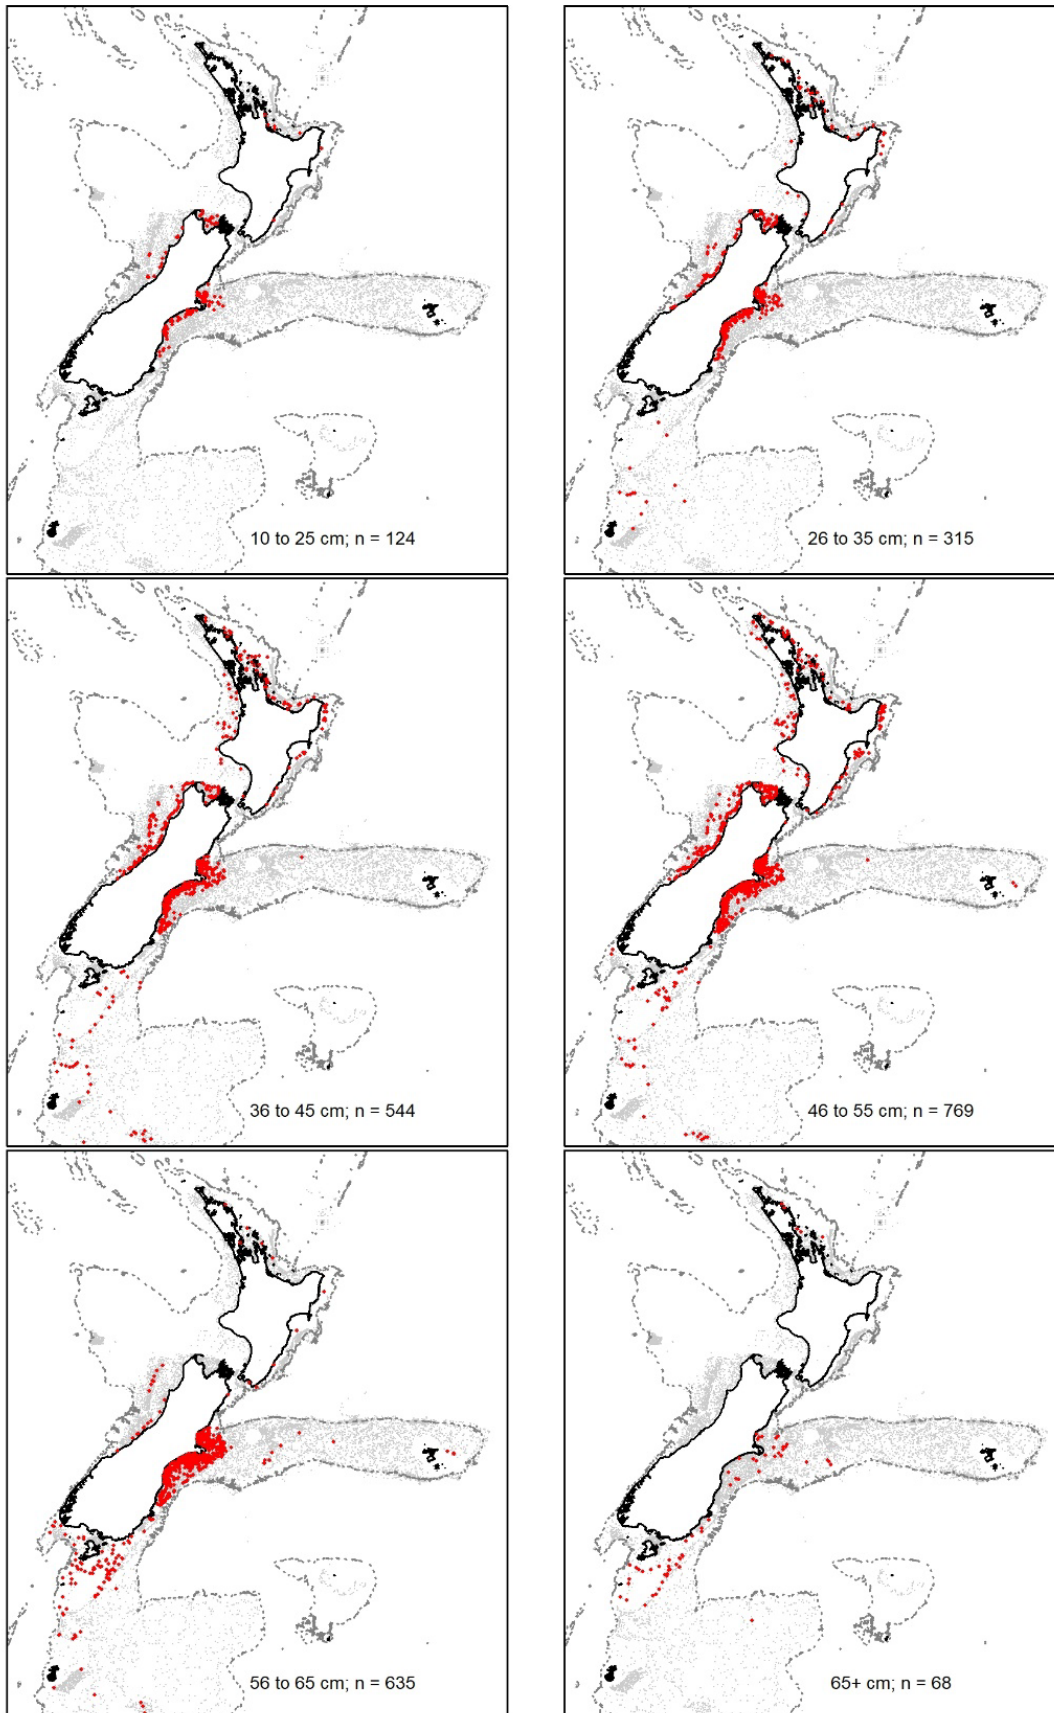 10 to 25 cm; n = 124
26 to 35 cm; n = 315
36 to 45 cm; n = 544
46 to 55 cm; n = 769
56 to 65 cm; n = 635
65+ cm; n = 68